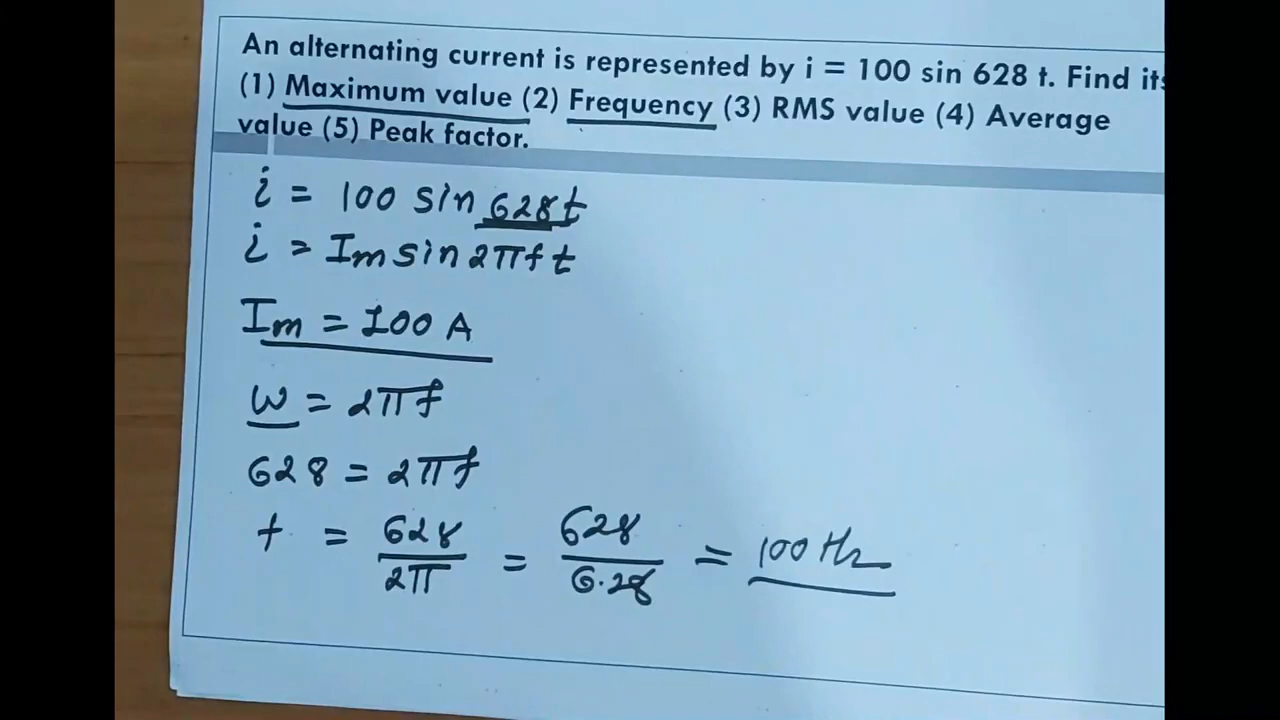 An alternating current is represented by i = 100 sin 628 t. Find its
(1) Maximum value (2) Frequency (3) RMS value (4) Average
value (5) Peak factor.
i = 100 sin 628t
i = Im sin 2πft
Im = 100 A
w = 2πf
628 = 2πf
f = 628/2π = 628/6.28 = 100 Hz